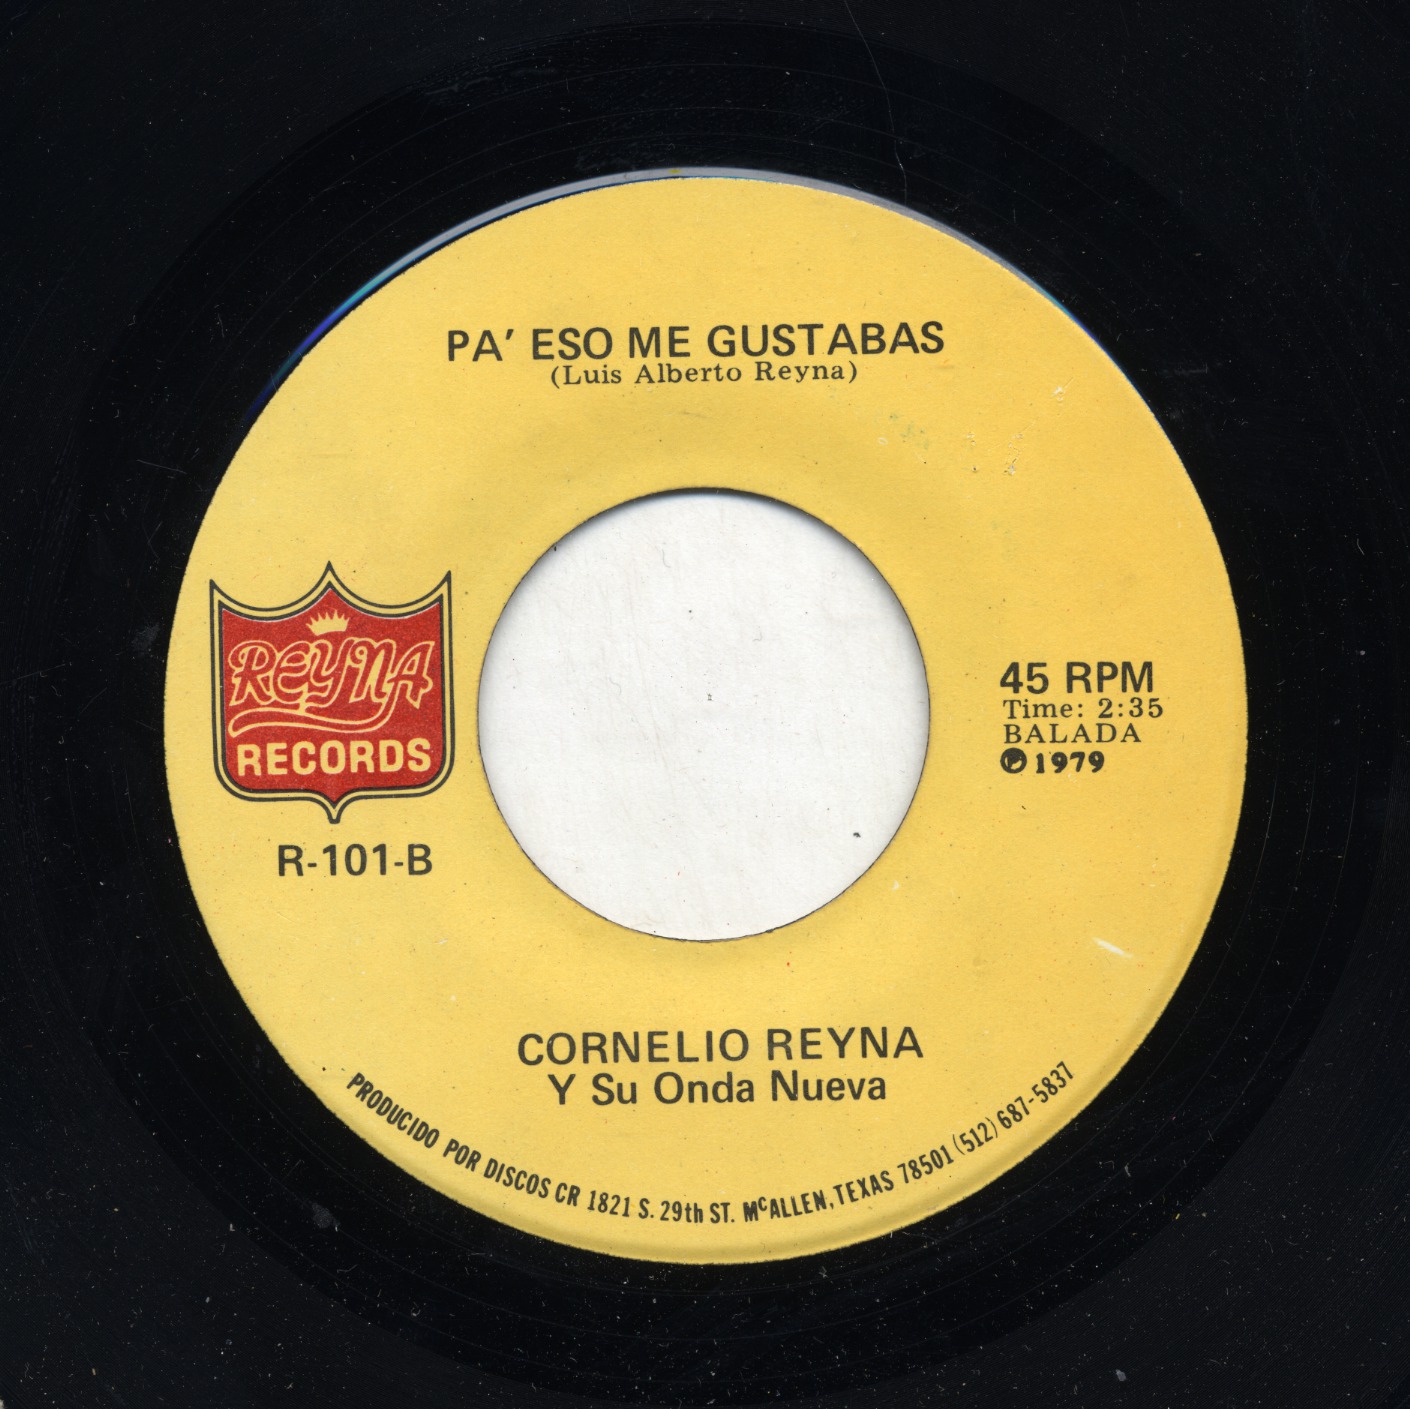 PA' ESO ME GUSTABAS
(Luis Alberto Reyna)
REYNA
RECORDS
R-101-B
45 RPM
Time: 2:35
BALADA
℗ 1979
CORNELIO REYNA
Y Su Onda Nueva
PRODUCIDO POR DISCOS CR 1821 S. 29th ST. McALLEN, TEXAS 78501 (512) 687-5837